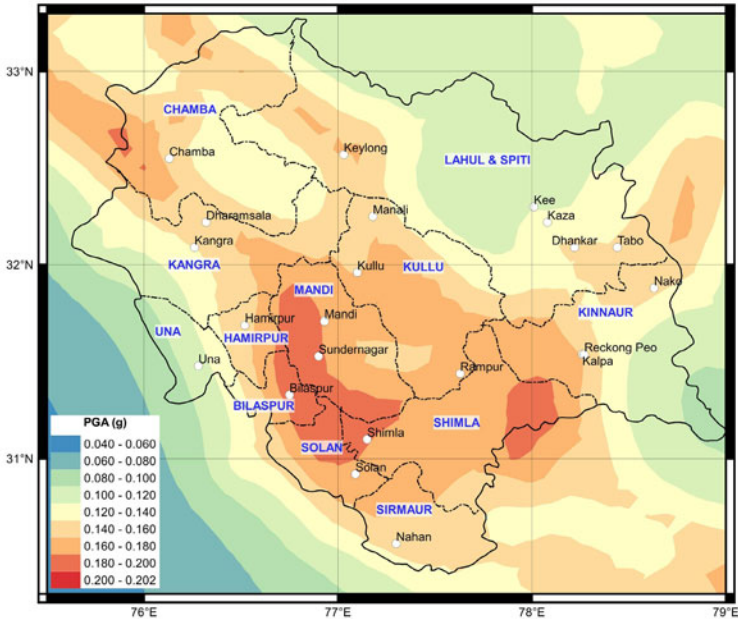 33°N
CHAMBA
Chamba
Keylong
LAHUL & SPITI
Kee
Kaza
Manali
Dharamsala
Kangra
Dhankar
Tabo
32°N
KANGRA
Kullu
KULLU
Nako
MANDI
KINNAUR
UNA
Hamirpur
Mandi
HAMIRPUR
Sundernagar
Reckong Peo
Una
Kalpa
Rampur
Bilaspur
BILASPUR
SHIMLA
Shimla
SOLAN
31°N
Solan
SIRMAUR
Nahan
PGA (g)
0.040 - 0.060
0.060 - 0.080
0.080 - 0.100
0.100 - 0.120
0.120 - 0.140
0.140 - 0.160
0.160 - 0.180
0.180 - 0.200
0.200 - 0.202
76°E
77°E
78°E
79°E